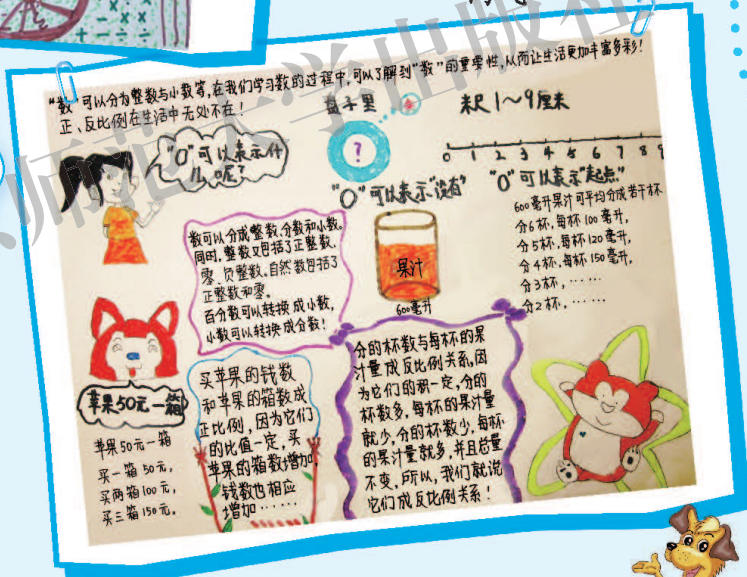 "数"可以分为整数与小数等,在我们学习数的过程中,可以了解到"数"的重要性,从而让生活更加丰富多彩!
正、反比例在生活中无处不在!
"0"可以表示什
么呢?
盘子里
?
"0"可以表示"没有"
米尺1~9厘米
0 1 2 3 4 5 6 7 8 9
"0"可以表示"起点"
数可以分成整数、分数和小数。
同时,整数又包括了正整数、
零、负整数。自然数包括了
正整数和零。
百分数可以转换成小数,
小数可以转换成分数!
果汁
600毫升
600毫升果汁可平均分成若干杯
分6杯,每杯100毫升,
分5杯,每杯120毫升,
分4杯,每杯150毫升,
分3杯,……
分2杯,……
苹果50元一箱
苹果50元一箱
买一箱50元,
买两箱100元,
买三箱150元。
买苹果的钱数
和苹果的箱数成
正比例,因为它们
的比值一定,买
苹果的箱数增加,
钱数也相应
增加……
分的杯数与每杯的果
汁量成反比例关系,因
为它们的积一定,分的
杯数多,每杯的果汁量
就少,分的杯数少,每杯
的果汁量就多,并且总量
不变。所以,我们就说
它们成反比例关系!
师范大学出版社